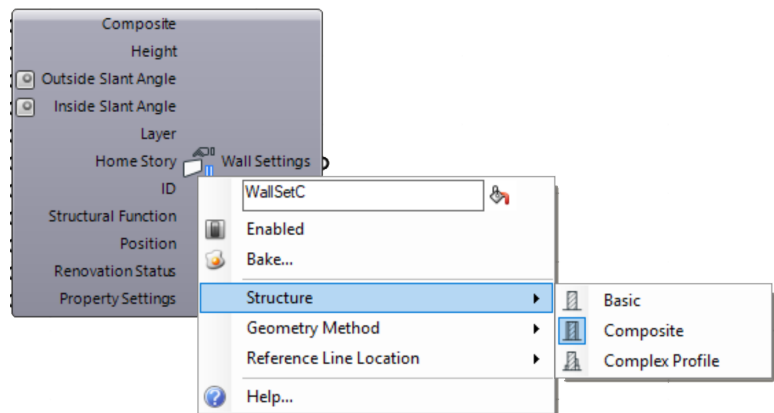 Composite
Height
Outside Slant Angle
Inside Slant Angle
Layer
Home Story
ID
Structural Function
Position
Renovation Status
Property Settings
Wall Settings
WallSetC
Enabled
Bake...
Structure
Geometry Method
Reference Line Location
Help...
Basic
Composite
Complex Profile